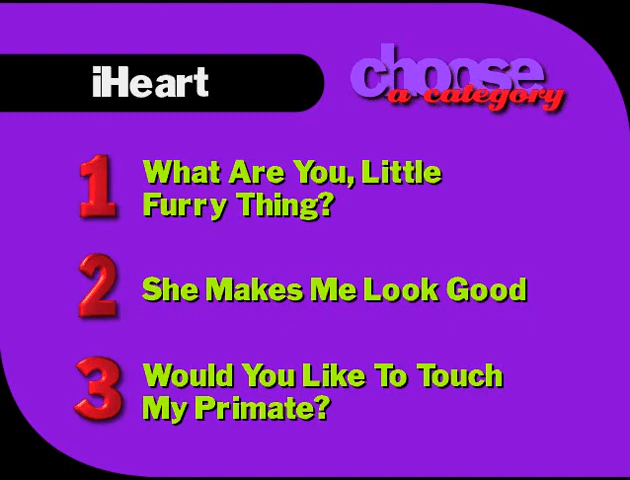 iHeart
choose
a category
1 What Are You, Little
Furry Thing?
2 She Makes Me Look Good
3 Would You Like To Touch
My Primate?